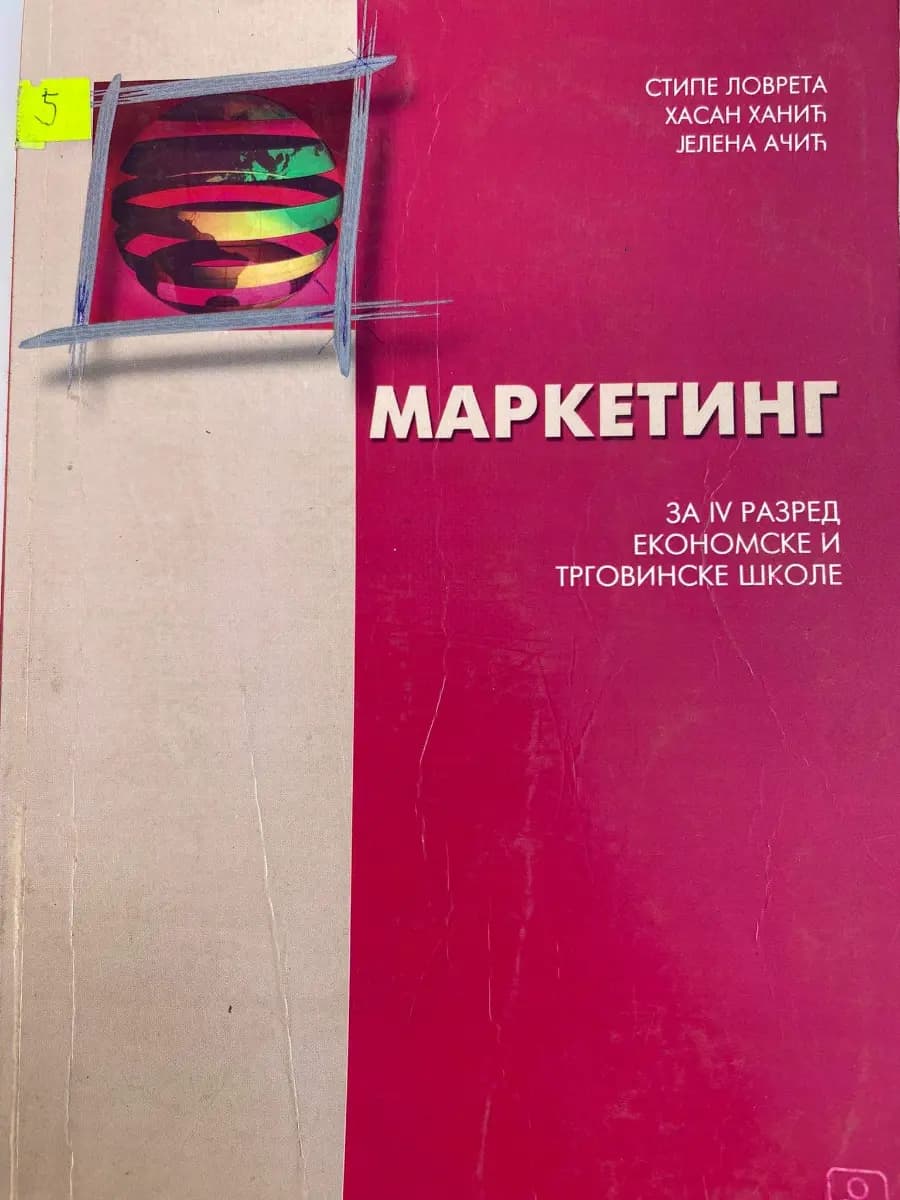 5
СТИПЕ ЛОВРЕТА
ХАСАН ХАНИЋ
ЈЕЛЕНА АЧИЋ
МАРКЕТИНГ
ЗА IV РАЗРЕД
ЕКОНОМСКЕ И
ТРГОВИНСКЕ ШКОЛЕ